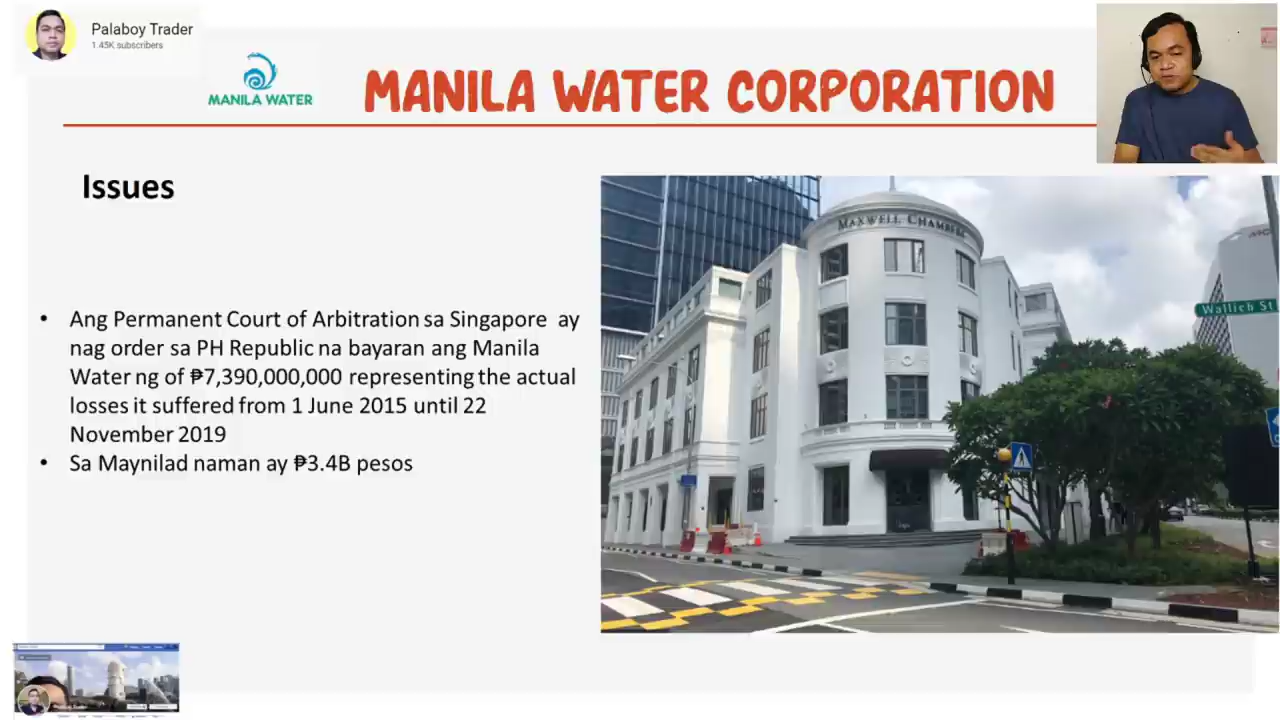 Palaboy Trader
1.45K subscribers
MANILA WATER
MANILA WATER CORPORATION
Issues
• Ang Permanent Court of Arbitration sa Singapore ay
nag order sa PH Republic na bayaran ang Manila
Water ng of ₱7,390,000,000 representing the actual
losses it suffered from 1 June 2015 until 22
November 2019
• Sa Maynilad naman ay ₱3.4B pesos
MAXWELL CHAMBERS
Wallich St